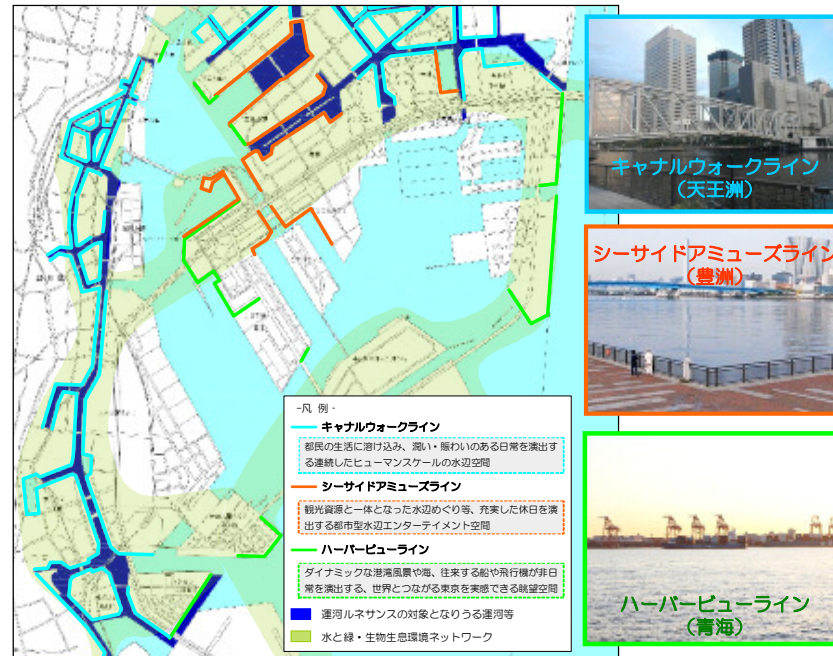 キャナルウォークライン
（天王洲）
シーサイドアミューズライン
（豊洲）
ハーバービューライン
（青海）
-凡 例-
キャナルウォークライン
都民の生活に溶け込み、潤い・賑わいのある日常を演出す
る連続したヒューマンスケールの水辺空間
シーサイドアミューズライン
観光資源と一体となった水辺めぐり等、充実した休日を演
出する都市型水辺エンターテイメント空間
ハーバービューライン
ダイナミックな港湾風景や海、往来する船や飛行機が非日
常を演出する、世界とつながる東京を実感できる眺望空間
運河ルネサンスの対象となりうる運河等
水と緑・生物生息環境ネットワーク